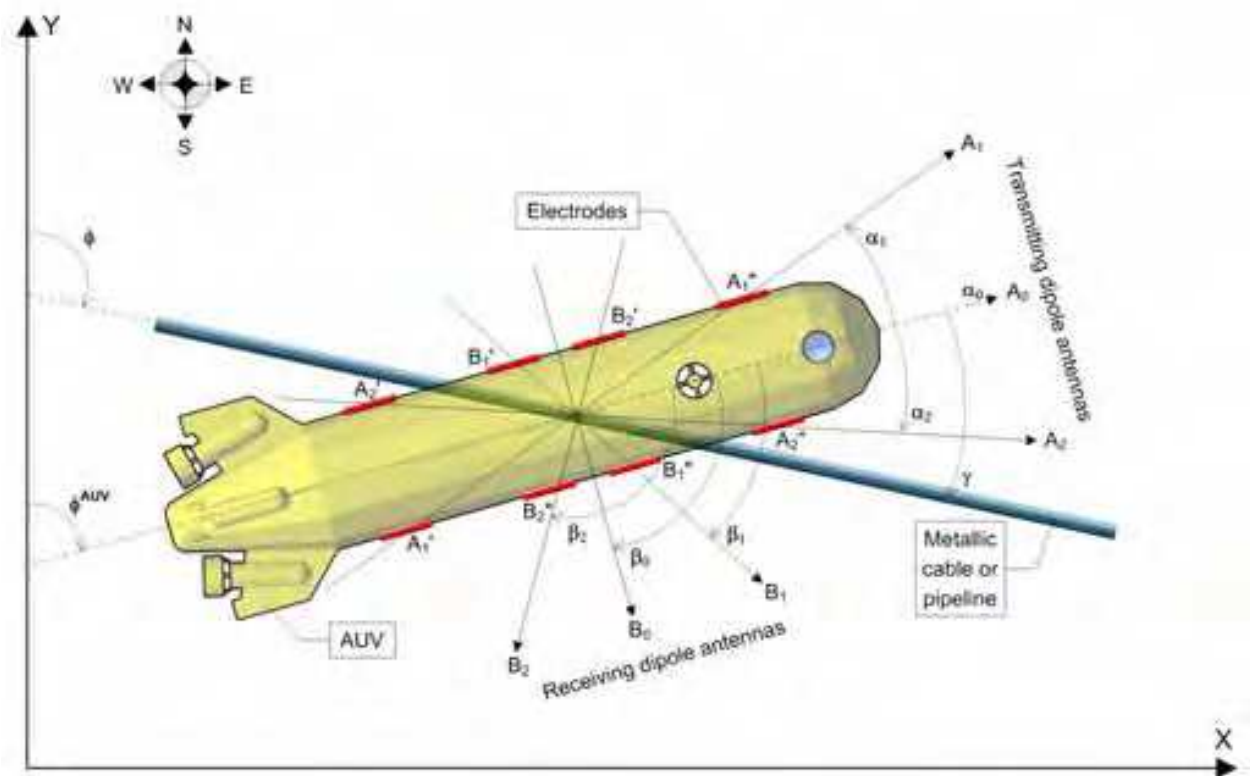 Y
N
W
E
S
A₁
Transmitting dipole antennas
Electrodes
α₁
ϕ
A₁"
α₀
A₀
B₂'
B₁'
A₂'
α₂
A₂
A₂"
B₁"
γ
ϕᴬᵁⱽ
B₂"
β₂
A₁'
β₁
β₀
Metallic
cable or
pipeline
B₁
B₀
AUV
B₂
Receiving dipole antennas
X